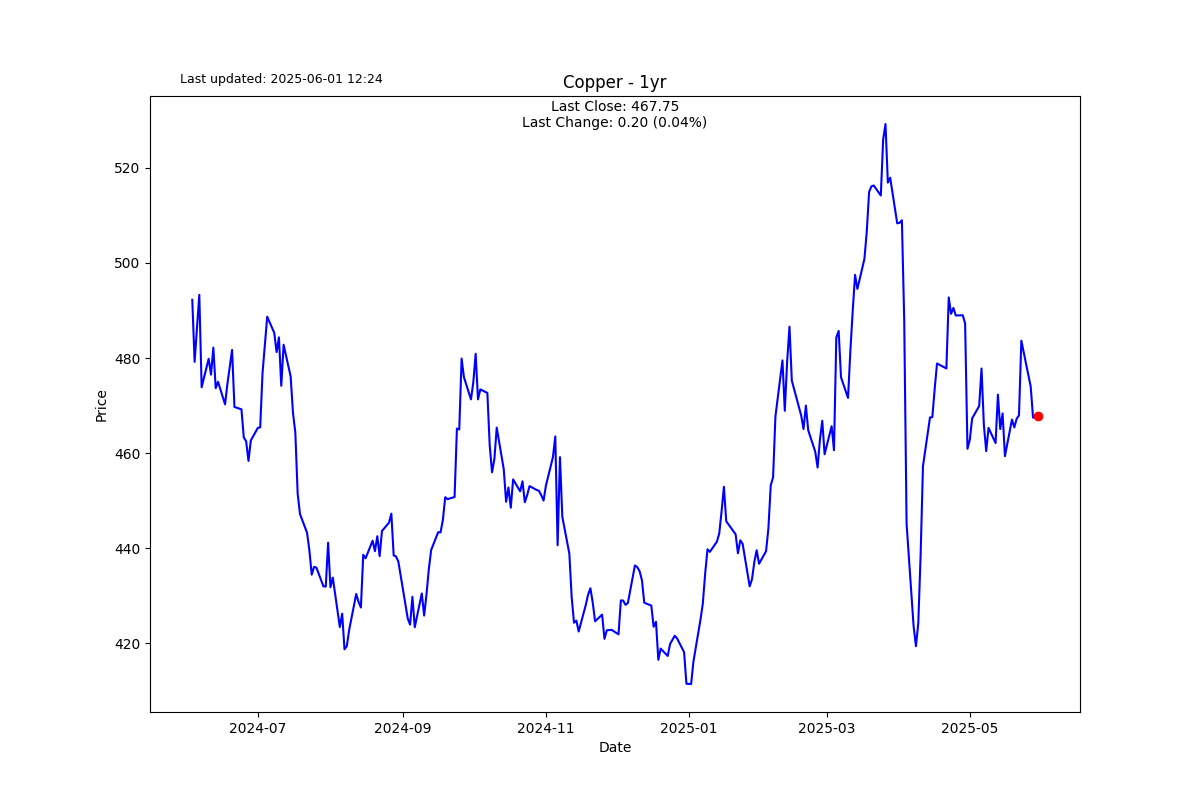 Last updated: 2025-06-01 12:24
Copper - 1yr
Last Close: 467.75
Last Change: 0.20 (0.04%)
520
500
480
460
440
420
Price
2024-07
2024-09
2024-11
2025-01
2025-03
2025-05
Date